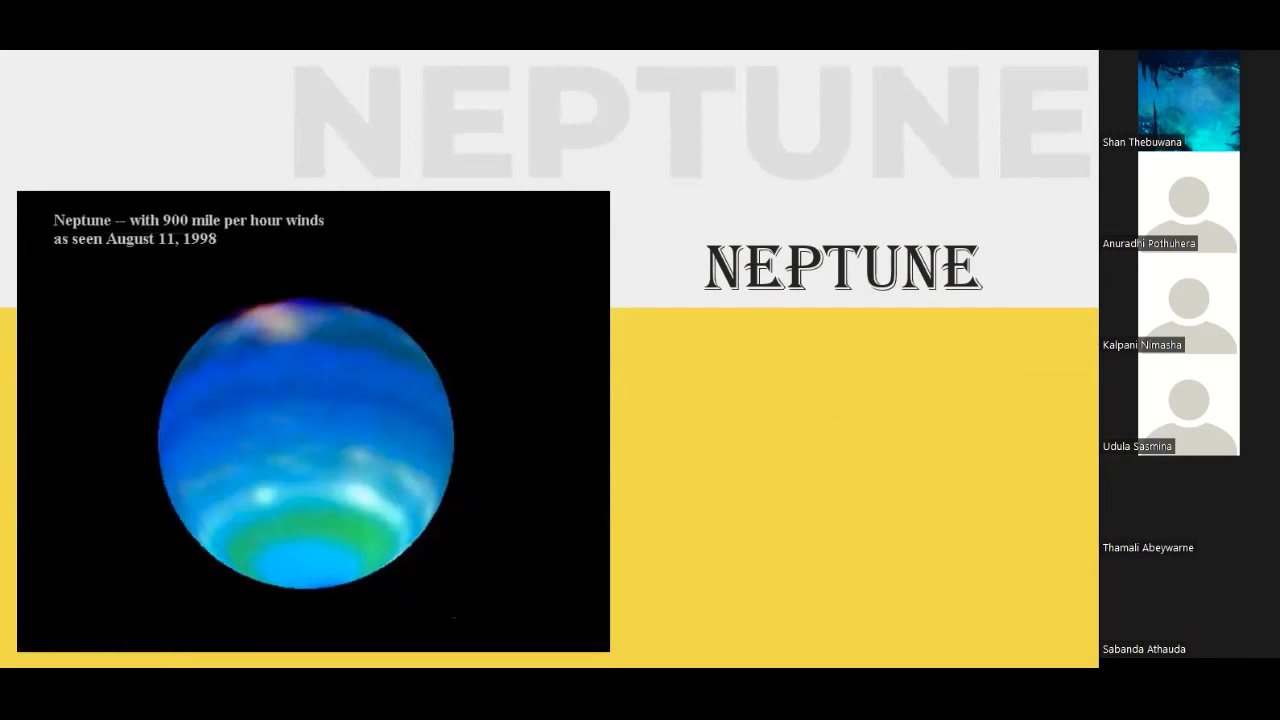 NEPTUNE
Neptune -- with 900 mile per hour winds
as seen August 11, 1998
NEPTUNE
Shan Thebuwana
Anuradhi Pothuhera
Kalpani Nimasha
Udula Sasmina
Thamali Abeywarne
Sabanda Athauda